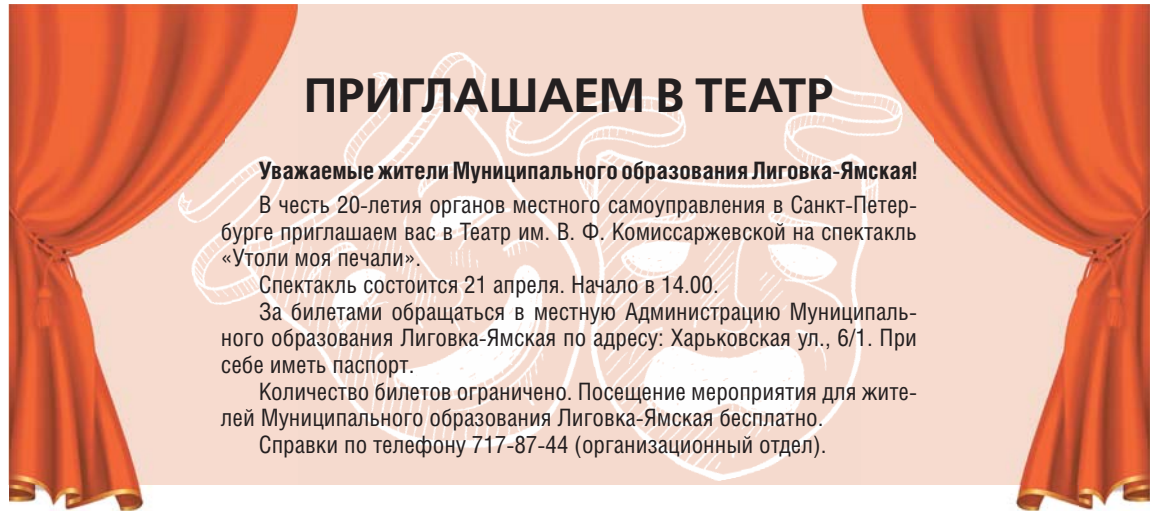 ПРИГЛАШАЕМ В ТЕАТР
Уважаемые жители Муниципального образования Лиговка-Ямская!
В честь 20-летия органов местного самоуправления в Санкт-Петер-
бурге приглашаем вас в Театр им. В. Ф. Комиссаржевской на спектакль
«Утоли моя печали».
Спектакль состоится 21 апреля. Начало в 14.00.
За билетами обращаться в местную Администрацию Муниципаль-
ного образования Лиговка-Ямская по адресу: Харьковская ул., 6/1. При
себе иметь паспорт.
Количество билетов ограничено. Посещение мероприятия для жите-
лей Муниципального образования Лиговка-Ямская бесплатно.
Справки по телефону 717-87-44 (организационный отдел).